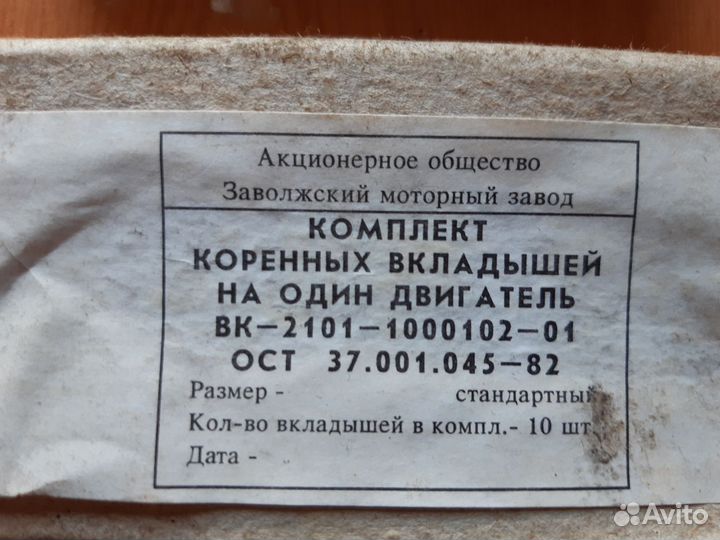 Акционерное общество
Заволжский моторный завод
КОМПЛЕКТ
КОРЕННЫХ ВКЛАДЫШЕЙ
НА ОДИН ДВИГАТЕЛЬ
ВК-2101-1000102-01
ОСТ 37.001.045-82
Размер - стандартный
Кол-во вкладышей в компл.- 10 шт.
Дата -
Avito